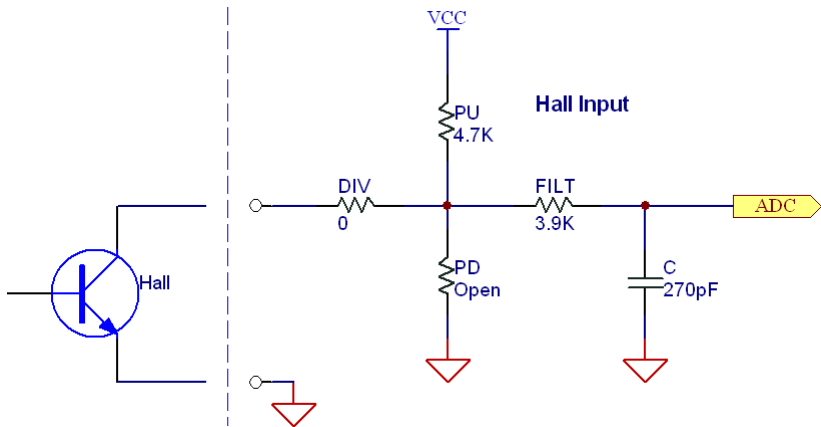 VCC
Hall Input
PU
4.7K
DIV
0
FILT
3.9K
ADC
Hall
PD
Open
C
270pF